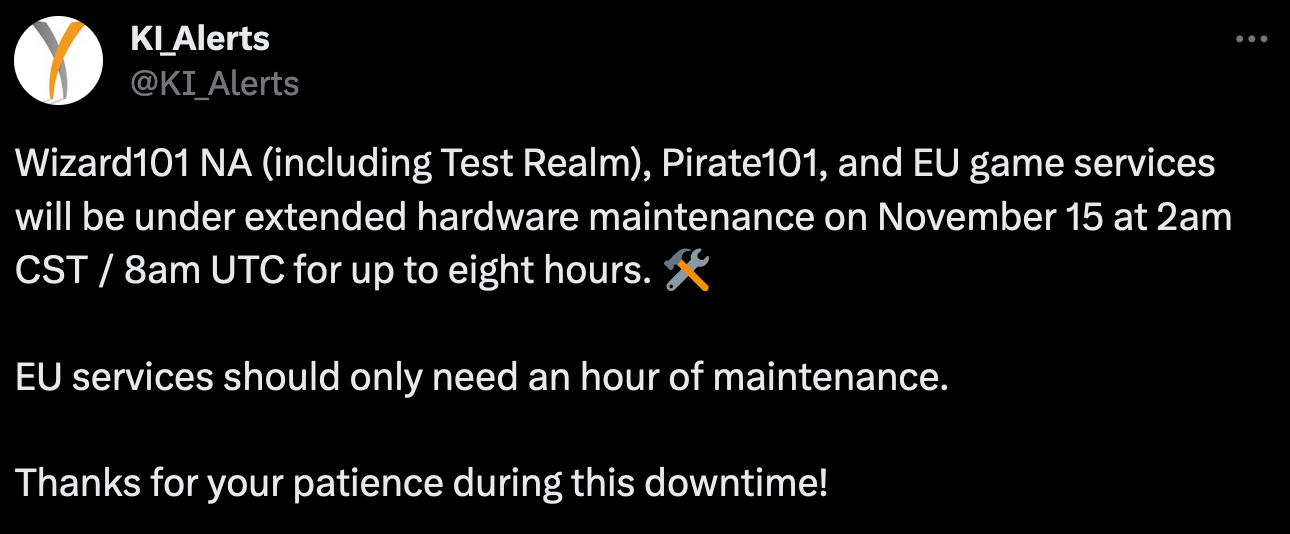 KI_Alerts
@KI_Alerts
Wizard101 NA (including Test Realm), Pirate101, and EU game services
will be under extended hardware maintenance on November 15 at 2am
CST / 8am UTC for up to eight hours. 🛠️
EU services should only need an hour of maintenance.
Thanks for your patience during this downtime!